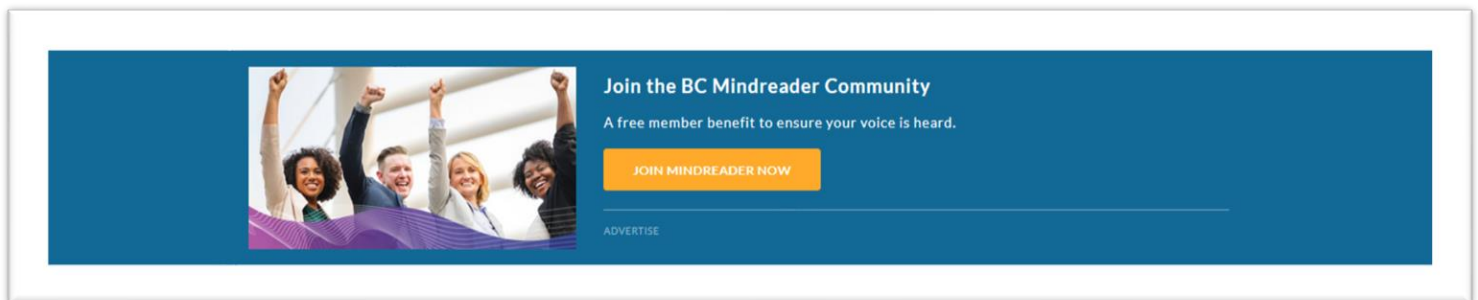 Join the BC Mindreader Community
A free member benefit to ensure your voice is heard.
JOIN MINDREADER NOW
ADVERTISE